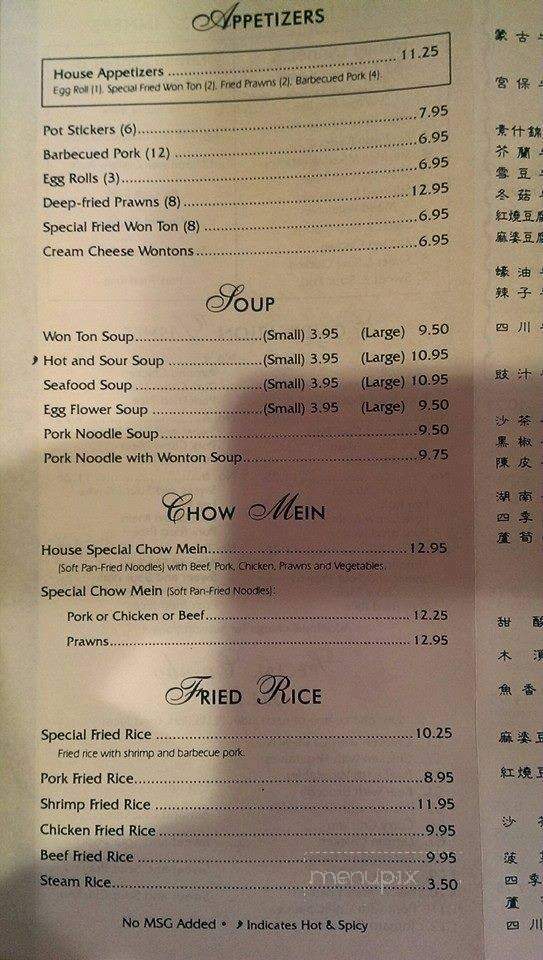 APPETIZERS
House Appetizers 11.25
Egg Roll (1), Special Fried Won Ton (2), Fried Prawns (2), Barbecued Pork (4).
Pot Stickers (6) 7.95
Barbecued Pork (12) 6.95
Egg Rolls (3) 6.95
Deep-fried Prawns (8) 12.95
Special Fried Won Ton (8) 6.95
Cream Cheese Wontons 6.95
SOUP
Won Ton Soup (Small) 3.95 (Large) 9.50
Hot and Sour Soup (Small) 3.95 (Large) 10.95
Seafood Soup (Small) 3.95 (Large) 10.95
Egg Flower Soup (Small) 3.95 (Large) 9.50
Pork Noodle Soup 9.50
Pork Noodle with Wonton Soup 9.75
CHOW MEIN
House Special Chow Mein 12.95
(Soft Pan-Fried Noodles) with Beef, Pork, Chicken, Prawns and Vegetables.
Special Chow Mein (Soft Pan-Fried Noodles):
Pork or Chicken or Beef 12.25
Prawns 12.95
FRIED RICE
Special Fried Rice 10.25
Fried rice with shrimp and barbecue pork.
Pork Fried Rice 8.95
Shrimp Fried Rice 11.95
Chicken Fried Rice 9.95
Beef Fried Rice 9.95
Steam Rice 3.50
menupix
No MSG Added • Indicates Hot & Spicy
蒙古
宮保
素什錦
芥蘭
雪豆
冬菇
紅燒豆腐
麻婆豆腐
蠔油
辣子
四川
豉汁
沙茶
黑椒
陳皮
湖南
四季
蘆筍
甜酸
木須
魚香
麻婆豆
紅燒豆
沙茶
菠
四季
蘆
四川